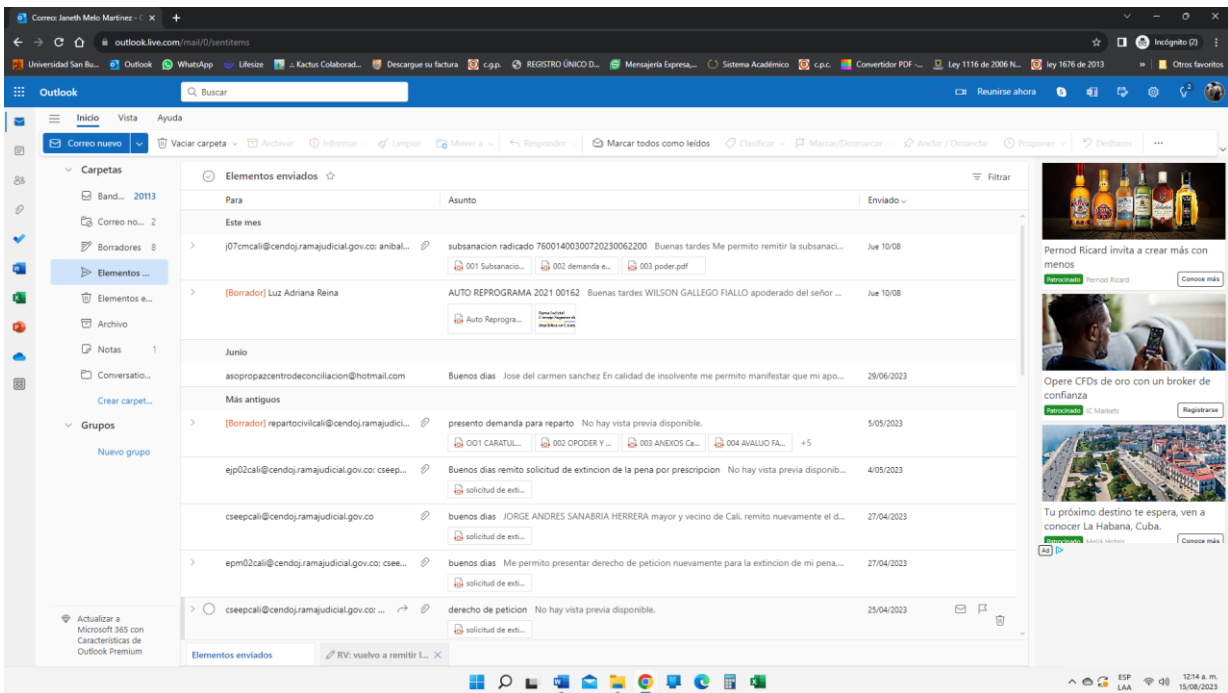 Correo: Janeth Melo Martinez - C
outlook.live.com/mail/0/sentitems
Incógnito (2)
Universidad San Bu... Outlook WhatsApp Lifesize :: Kactus Colaborad... Descargue su factura c.g.p. REGISTRO ÚNICO D... Mensajería Expresa,... Sistema Académico c.p.c. Convertidor PDF -... Ley 1116 de 2006 N... ley 1676 de 2013 » Otros favoritos
Outlook
Buscar
Reunirse ahora
2
Inicio Vista Ayuda
Correo nuevo Vaciar carpeta Archivar Informar Limpiar Mover a Responder Marcar todos como leídos Clasificar Marcar/Desmarcar Anclar / Desanclar Posponer Deshacer ...
Carpetas
Band... 20113
Correo no... 2
Borradores 8
Elementos ...
Elementos e...
Archivo
Notas 1
Conversatio...
Crear carpet...
Grupos
Nuevo grupo
Actualizar a
Microsoft 365 con
Características de
Outlook Premium
Elementos enviados
Filtrar
Para Asunto Enviado
Este mes
j07cmcali@cendoj.ramajudicial.gov.co; anibal... subsanacion radicado 76001400300720230062200 Buenas tardes Me permito remitir la subsanaci... Jue 10/08
001 Subsanacio... 002 demanda e... 003 poder.pdf
[Borrador] Luz Adriana Reina AUTO REPROGRAMA 2021 00162 Buenas tardes WILSON GALLEGO FIALLO apoderado del señor ... Jue 10/08
Auto Reprogra...
Junio
asopropazcentrodeconciliacion@hotmail.com Buenos dias Jose del carmen sanchez En calidad de insolvente me permito manifestar que mi apo... 29/06/2023
Más antiguos
[Borrador] repartocivilcali@cendoj.ramajudici... presento demanda para reparto No hay vista previa disponible. 5/05/2023
OO1 CARATUL... 002 OPODER Y ... 003 ANEXIOS Ca... 004 AVALUO FA... +5
ejp02cali@cendoj.ramajudicial.gov.co; cseep... Buenos dias remito solicitud de extincion de la pena por prescripcion No hay vista previa disponib... 4/05/2023
solicitud de exti...
cseepcali@cendoj.ramajudicial.gov.co buenos dias JORGE ANDRES SANABRIA HERRERA mayor y vecino de Cali, remito nuevamente el d... 27/04/2023
solicitud de exti...
epm02cali@cendoj.ramajudicial.gov.co; csee... buenos dias Me permito presentar derecho de peticion nuevamente para la extincion de mi pena,... 27/04/2023
solicitud de exti...
cseepcali@cendoj.ramajudicial.gov.co: ... derecho de peticion No hay vista previa disponible. 25/04/2023
solicitud de exti...
Elementos enviados RV: vuelvo a remitir l...
Pernod Ricard invita a crear más con
menos
Patrocinado Pernod Ricard Conoce más
Opere CFDs de oro con un broker de
confianza
Patrocinado IC Markets Registrarse
Tu próximo destino te espera, ven a
conocer La Habana, Cuba.
Patrocinado Meliá Hotels Conoce más
Ad
ESP
LAA
12:14 a. m.
15/08/2023